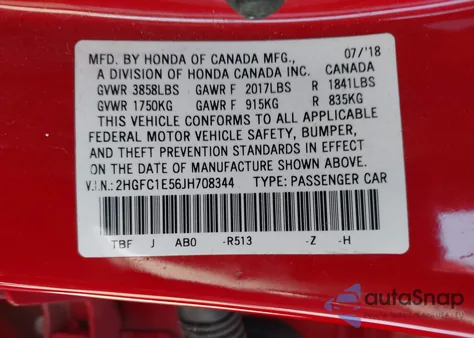 MFD. BY HONDA OF CANADA MFG., 07/'18
A DIVISION OF HONDA CANADA INC. CANADA
GVWR 3858LBS GAWR F 2017LBS R 1841LBS
GVWR 1750KG GAWR F 915KG R 835KG
THIS VEHICLE CONFORMS TO ALL APPLICABLE
FEDERAL MOTOR VEHICLE SAFETY, BUMPER,
AND THEFT PREVENTION STANDARDS IN EFFECT
ON THE DATE OF MANUFACTURE SHOWN ABOVE.
V.I.N.: 2HGFC1E56JH708344 TYPE: PASSENGER CAR
TBF J AB0 -R513 -Z -H
autoSnap